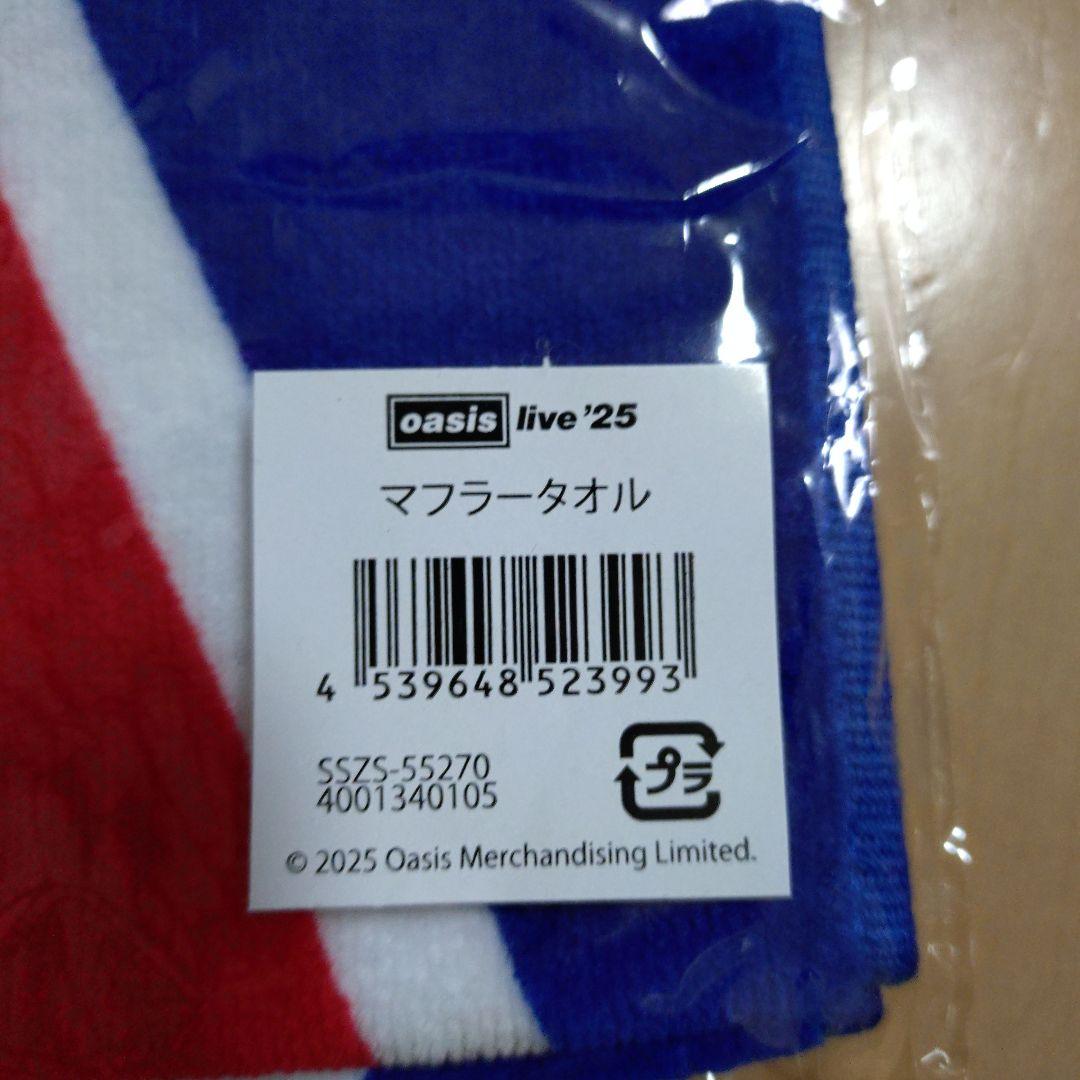 oasis live '25
マフラータオル
4 539648 523993
SSZS-55270
4001340105
プラ
© 2025 Oasis Merchandising Limited.